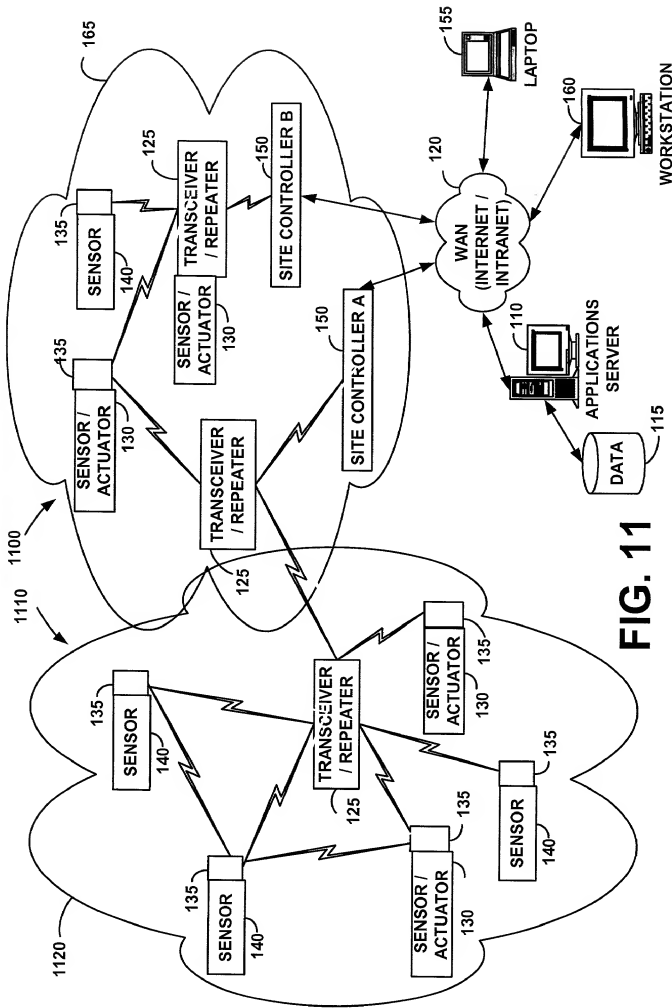 1120
1110
1100
165
135
SENSOR
140
135
SENSOR
140
TRANSCEIVER
/ REPEATER
125
SENSOR /
ACTUATOR
130
135
SENSOR
140
135
SENSOR /
ACTUATOR
130
135
SENSOR /
ACTUATOR
130
135
SENSOR
140
TRANSCEIVER
/ REPEATER
125
SENSOR /
ACTUATOR
130
125
TRANSCEIVER
/ REPEATER
150
SITE CONTROLLER A
150
SITE CONTROLLER B
120
WAN
(INTERNET /
INTRANET)
155
LAPTOP
160
WORKSTATION
110
APPLICATIONS
SERVER
DATA
115
FIG. 11